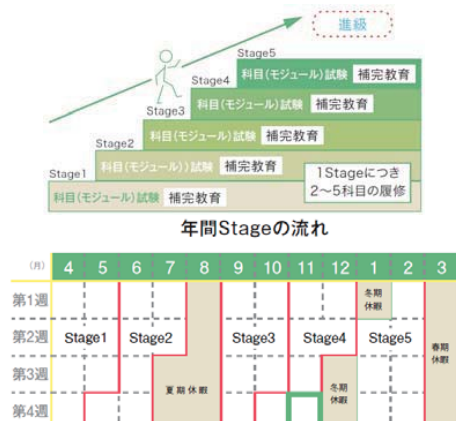 進級
Stage5
科目(モジュール)試験 補完教育
Stage4
科目(モジュール)試験 補完教育
Stage3
科目(モジュール)試験 補完教育
Stage2
科目(モジュール))試験 補完教育
Stage1
科目(モジュール)試験 補完教育
1Stageにつき
2〜5科目の履修
年間Stageの流れ
(月) 4 5 6 7 8 9 10 11 12 1 2 3
第1週 冬期休暇
第2週 Stage1 Stage2 Stage3 Stage4 Stage5 春期休暇
第3週 夏期休暇 冬期休暇
第4週